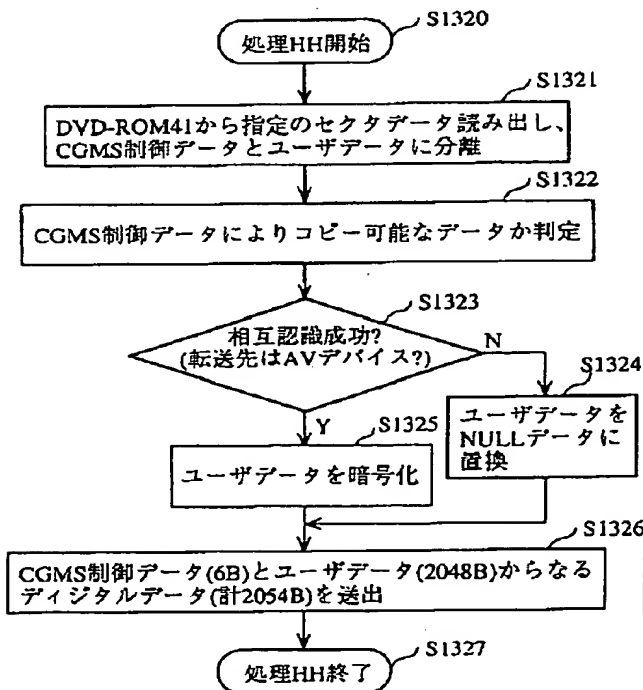 S1320
処理HH開始
S1321
DVD-ROM41から指定のセクタデータ読み出し、
CGMS制御データとユーザデータに分離
S1322
CGMS制御データによりコピー可能なデータか判定
S1323
相互認識成功?
(転送先はAVデバイス?)
N
S1324
ユーザデータを
NULLデータに
置換
Y
S1325
ユーザデータを暗号化
S1326
CGMS制御データ(6B)とユーザデータ(2048B)からなる
ディジタルデータ(計2054B)を送出
S1327
処理HH終了